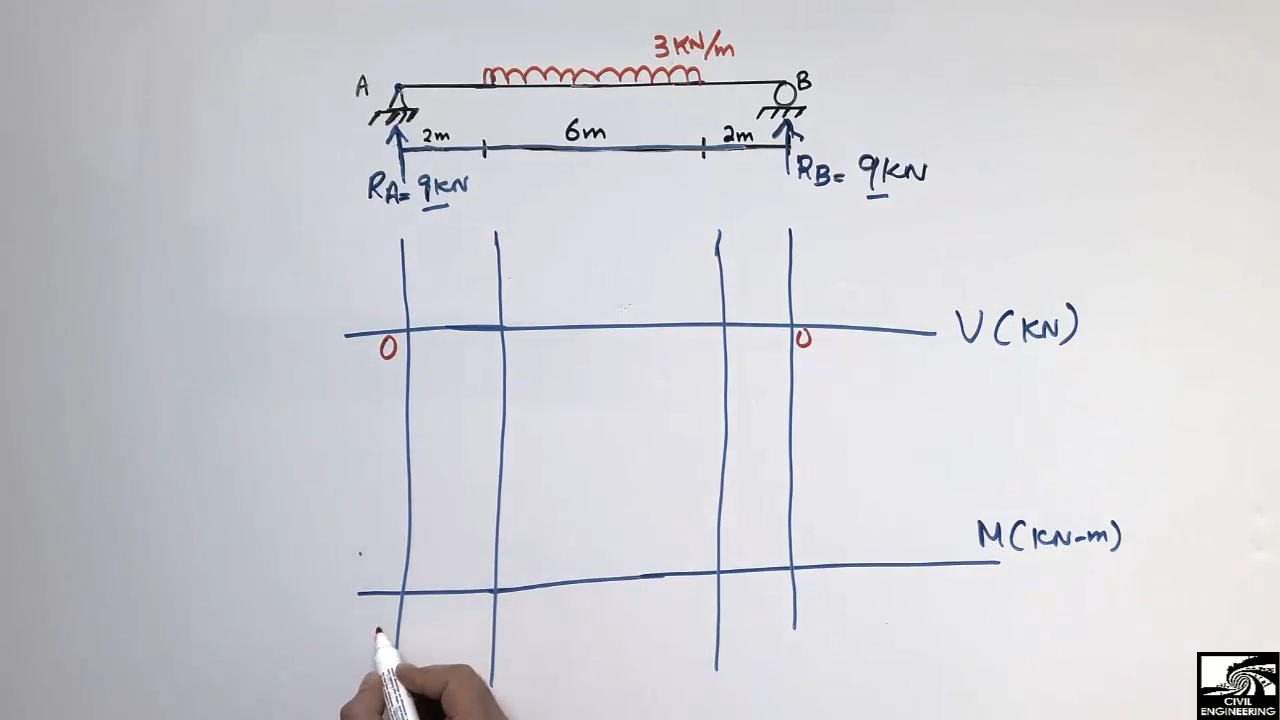 3KN/m
A
B
2m
6m
2m
RA= 9KN
RB= 9KN
V(KN)
0
0
M(KN-m)
CIVIL
ENGINEERING